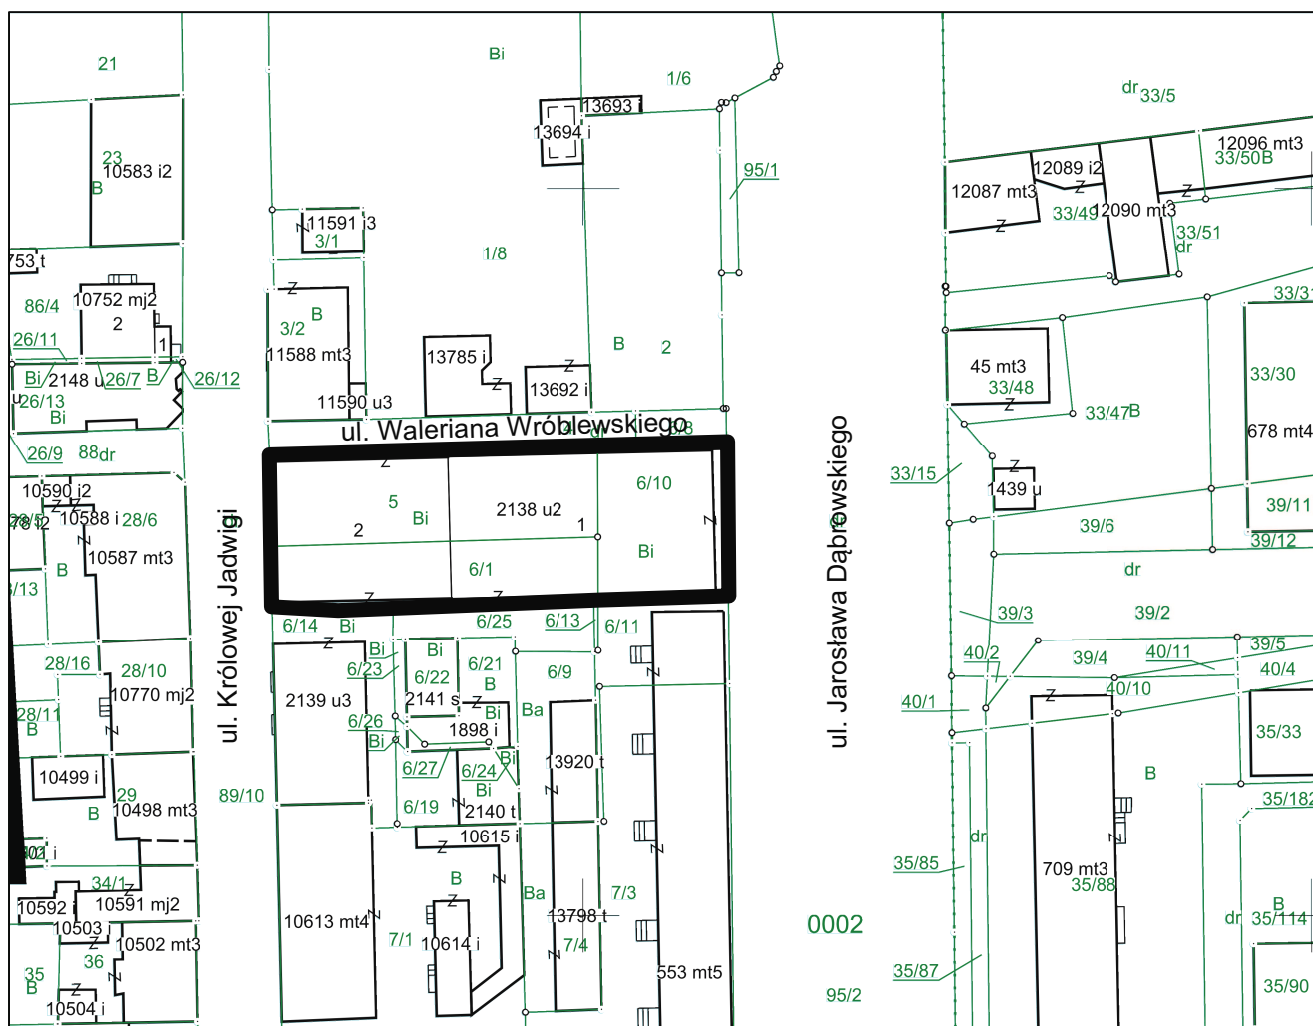 21
Bi
1/6
dr
33/5
13693 i
13694 i
23
10583 i2
B
95/1
12096 mt3
33/50
B
12089 i2
12087 mt3
33/49
12090 mt3
33/51
dr
11591 i3
3/1
1/8
753 t
86/4
10752 mj2
2
1
26/11
3/2
B
11588 mt3
13785 i
13692 i
B
2
45 mt3
33/48
33/47
B
33/31
33/30
678 mt4
Bi
2148 u
26/7
B
26/12
26/13
Bi
u
11590 u3
ul. Waleriana Wróblewskiego
dr
26/9
88
dr
10590 i2
10588 i
28/6
10587 mt3
B
5
Bi
2
2138 u2
1
6/10
Bi
6/1
33/15
1439 u
39/6
39/11
39/12
dr
ul. Królowej Jadwigi
ul. Jarosława Dąbrowskiego
39/3
39/2
6/14
Bi
6/25
6/13
6/11
28/16
28/10
10770 mj2
28/11
B
2139 u3
Bi
6/23
Bi
6/22
6/21
B
2141 s
Bi
6/9
Ba
40/2
39/4
40/11
39/5
40/4
40/10
40/1
6/26
Bi
1898 i
6/27
6/24
Bi
Bi
13920 t
35/33
10499 i
29
B
10498 mt3
89/10
6/19
2140 t
10615 i
B
35/182
dr
35/85
709 mt3
35/88
34/1
10591 mj2
10592 i
10503
10502 mt3
36
35
B
10504 i
10613 mt4
B
7/1
10614 i
Ba
7/3
13798 t
7/4
553 mt5
0002
95/2
35/87
B
dr
35/114
35/90